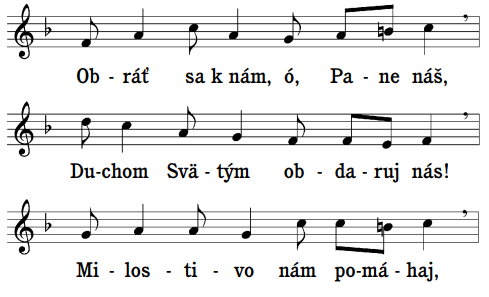 Ob - ráť sa k nám, ó, Pa - ne náš,
Du-chom Svä - tým ob - da - ruj nás!
Mi - los - ti - vo nám po-má-haj,